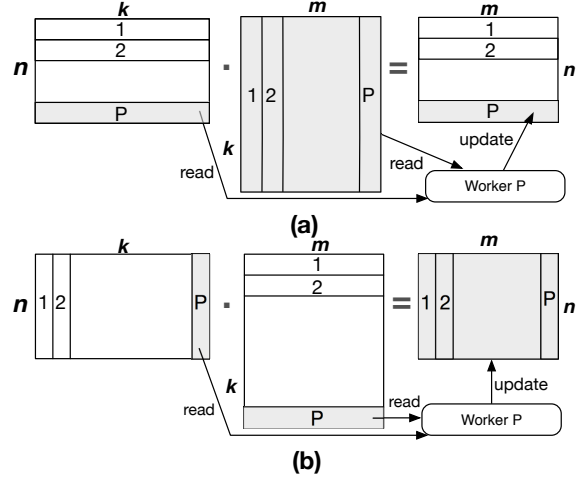 k
m
m
1
2
n
P
·
1 2
P
k
=
1
2
P
n
read
read
update
Worker P
(a)
k
m
m
n
1 2
P
·
1
2
k
P
=
1 2
P
n
read
read
update
Worker P
(b)